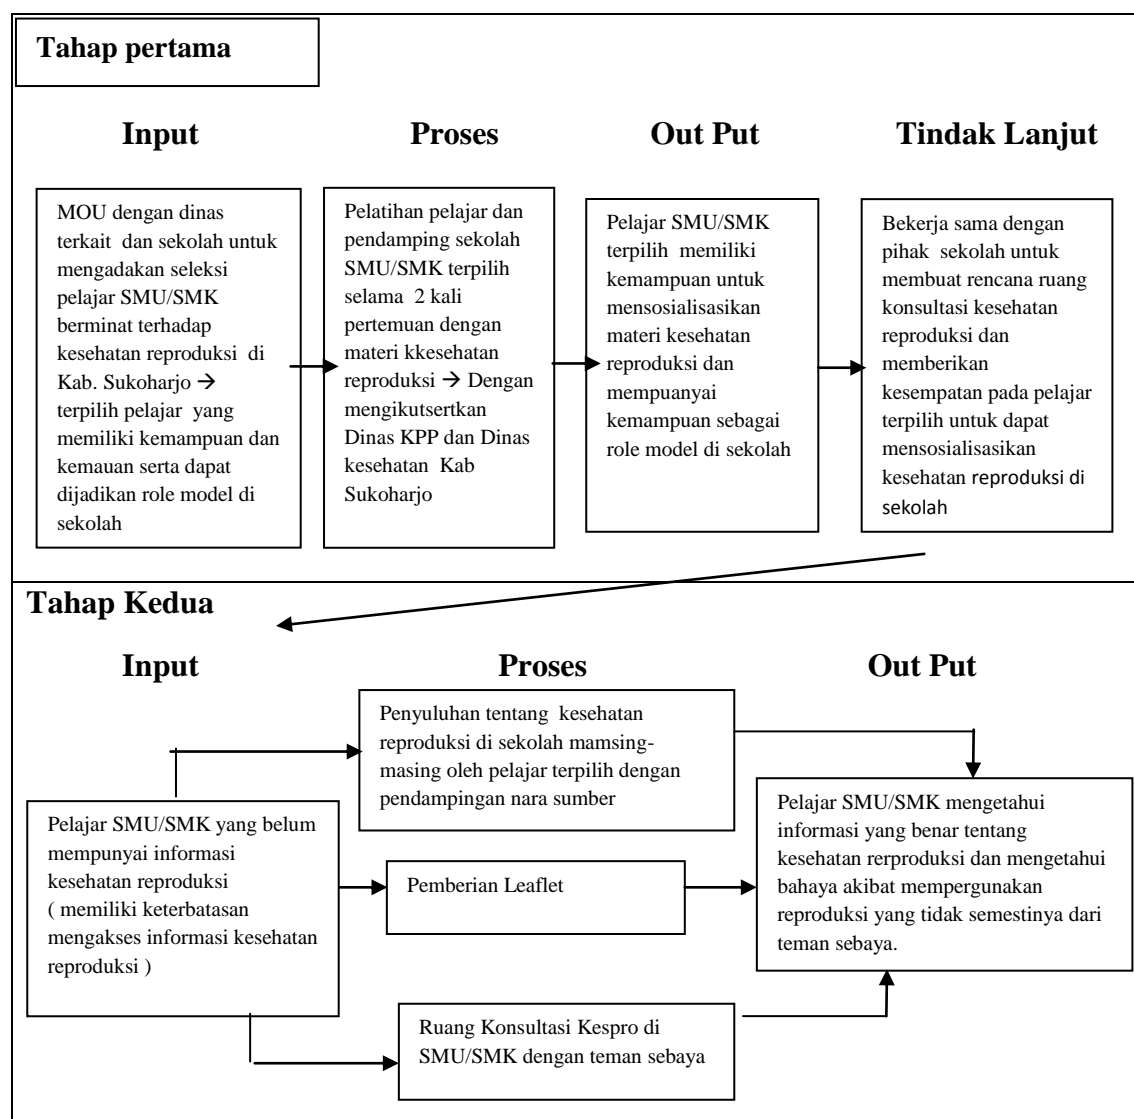 Tahap pertama
Input
Proses
Out Put
Tindak Lanjut
MOU dengan dinas
terkait dan sekolah untuk
mengadakan seleksi
pelajar SMU/SMK
berminat terhadap
kesehatan reproduksi di
Kab. Sukoharjo →
terpilih pelajar yang
memiliki kemampuan dan
kemauan serta dapat
dijadikan role model di
sekolah
Pelatihan pelajar dan
pendamping sekolah
SMU/SMK terpilih
selama 2 kali
pertemuan dengan
materi kkesehatan
reproduksi → Dengan
mengikutsertkan
Dinas KPP dan Dinas
kesehatan Kab
Sukoharjo
Pelajar SMU/SMK
terpilih memiliki
kemampuan untuk
mensosialisasikan
materi kesehatan
reproduksi dan
mempuanyai
kemampuan sebagai
role model di sekolah
Bekerja sama dengan
pihak sekolah untuk
membuat rencana ruang
konsultasi kesehatan
reproduksi dan
memberikan
kesempatan pada pelajar
terpilih untuk dapat
mensosialisasikan
kesehatan reproduksi di
sekolah
Tahap Kedua
Input
Proses
Out Put
Pelajar SMU/SMK yang belum
mempunyai informasi
kesehatan reproduksi
( memiliki keterbatasan
mengakses informasi kesehatan
reproduksi )
Penyuluhan tentang kesehatan
reproduksi di sekolah mamsing-
masing oleh pelajar terpilih dengan
pendampingan nara sumber
Pemberian Leaflet
Ruang Konsultasi Kespro di
SMU/SMK dengan teman sebaya
Pelajar SMU/SMK mengetahui
informasi yang benar tentang
kesehatan rerproduksi dan mengetahui
bahaya akibat mempergunakan
reproduksi yang tidak semestinya dari
teman sebaya.